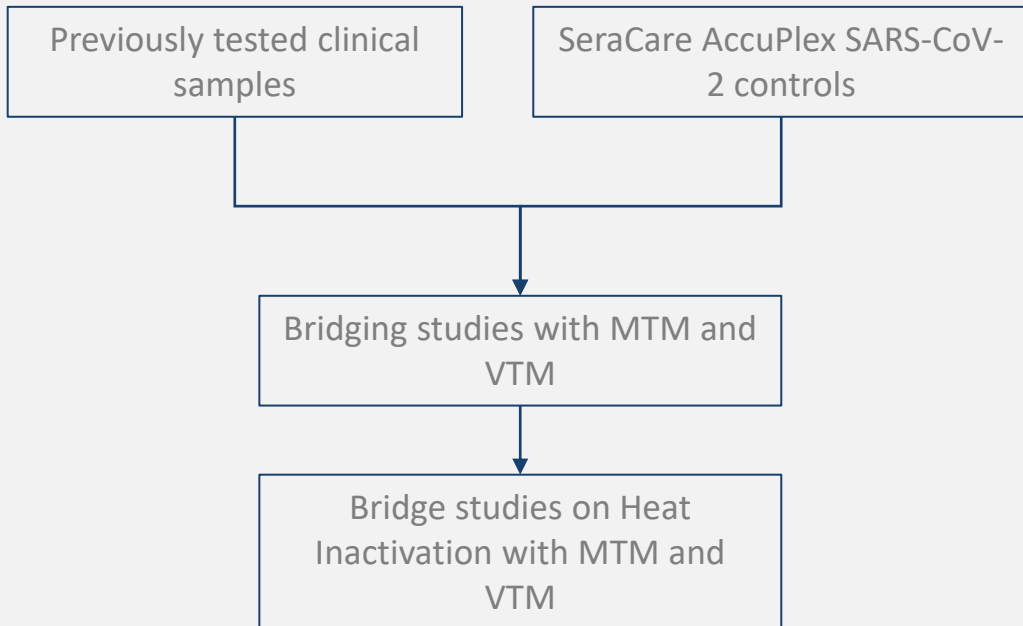 Previously tested clinical
samples
SeraCare AccuPlex SARS-CoV-
2 controls
Bridging studies with MTM and
VTM
Bridge studies on Heat
Inactivation with MTM and
VTM